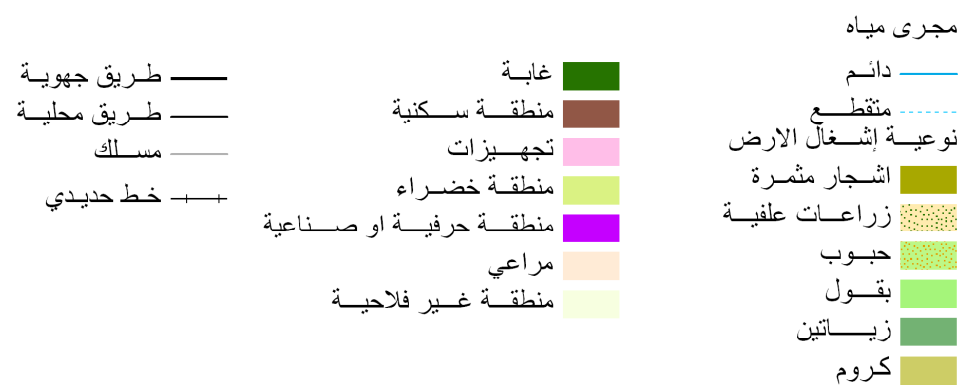 مجرى مياه
دائم
متقطع
نوعية إشغال الارض
اشجار مثمرة
زراعات علفية
حبوب
بقول
زياتين
كروم
غابة
منطقة سكنية
تجهيزات
منطقة خضراء
منطقة حرفية او صناعية
مراعي
منطقة غير فلاحية
طريق جهوية
طريق محلية
مسلك
خط حديدي